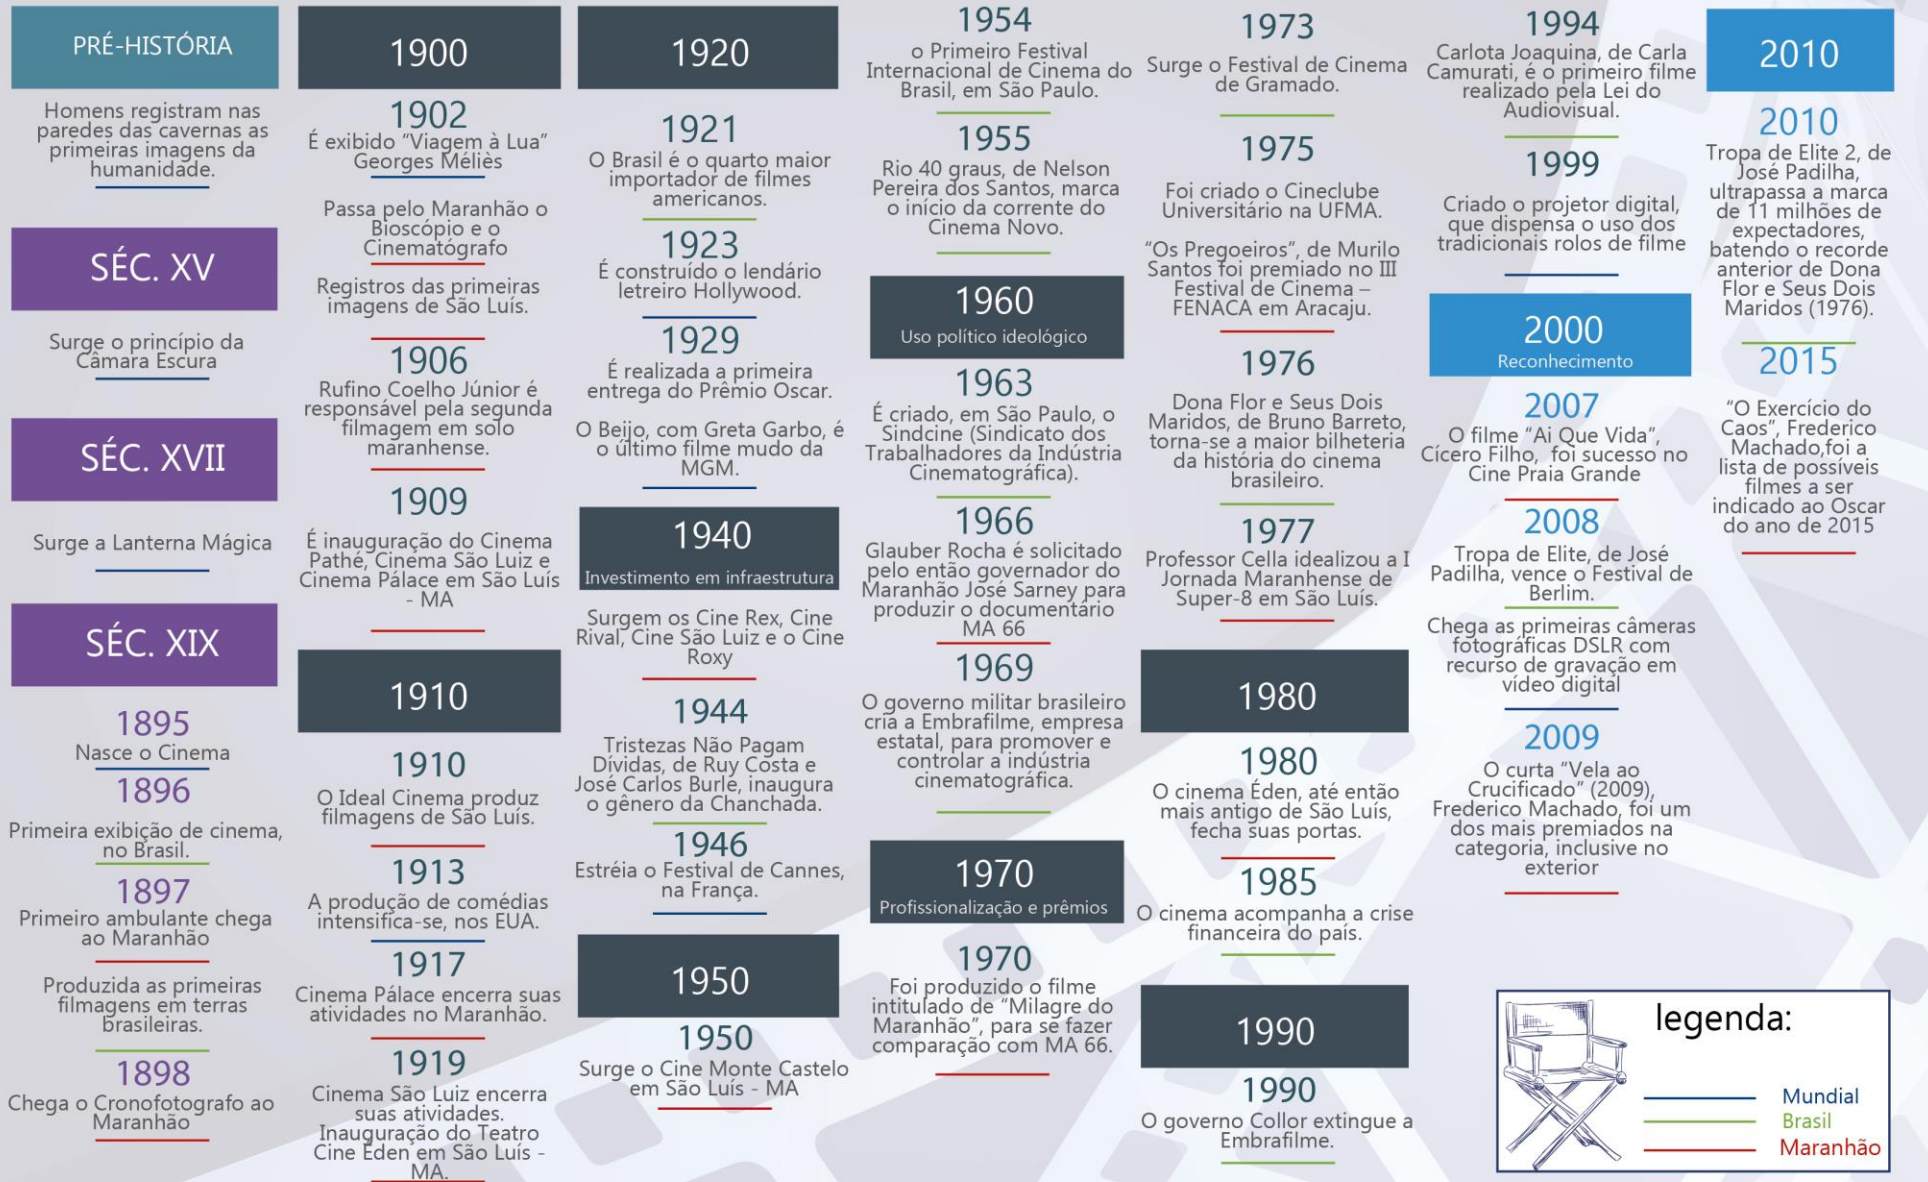 PRÉ-HISTÓRIA
Homens registram nas
paredes das cavernas as
primeiras imagens da
humanidade.
SÉC. XV
Surge o princípio da
Câmara Escura
SÉC. XVII
Surge a Lanterna Mágica
SÉC. XIX
1895
Nasce o Cinema
1896
Primeira exibição de cinema,
no Brasil.
1897
Primeiro ambulante chega
ao Maranhão
Produzida as primeiras
filmagens em terras
brasileiras.
1898
Chega o Cronofotografo ao
Maranhão
1900
1902
É exibido “Viagem à Lua”
Georges Méliès
Passa pelo Maranhão o
Bioscópio e o
Cinematógrafo
Registros das primeiras
imagens de São Luís.
1906
Rufino Coelho Júnior é
responsável pela segunda
filmagem em solo
maranhense.
1909
É inauguração do Cinema
Pathé, Cinema São Luiz e
Cinema Pálace em São Luís
- MA
1910
1910
O Ideal Cinema produz
filmagens de São Luís.
1913
A produção de comédias
intensifica-se, nos EUA.
1917
Cinema Pálace encerra suas
atividades no Maranhão.
1919
Cinema São Luiz encerra
suas atividades.
Inauguração do Teatro
Cine Éden em São Luís -
MA.
1920
1921
O Brasil é o quarto maior
importador de filmes
americanos.
1923
É construído o lendário
letreiro Hollywood.
1929
É realizada a primeira
entrega do Prêmio Oscar.
O Beijo, com Greta Garbo, é
o último filme mudo da
MGM.
1940
Investimento em infraestrutura
Surgem os Cine Rex, Cine
Rival, Cine São Luiz e o Cine
Roxy
1944
Tristezas Não Pagam
Dívidas, de Ruy Costa e
José Carlos Burle, inaugura
o gênero da Chanchada.
1946
Estréia o Festival de Cannes,
na França.
1950
1950
Surge o Cine Monte Castelo
em São Luís - MA
1954
o Primeiro Festival
Internacional de Cinema do
Brasil, em São Paulo.
1955
Rio 40 graus, de Nelson
Pereira dos Santos, marca
o início da corrente do
Cinema Novo.
1960
Uso político ideológico
1963
É criado, em São Paulo, o
Sindcine (Sindicato dos
Trabalhadores da Indústria
Cinematográfica).
1966
Glauber Rocha é solicitado
pelo então governador do
Maranhão José Sarney para
produzir o documentário
MA 66
1969
O governo militar brasileiro
cria a Embrafilme, empresa
estatal, para promover e
controlar a indústria
cinematográfica.
1970
Profissionalização e prêmios
1970
Foi produzido o filme
intitulado de “Milagre do
Maranhão”, para se fazer
comparação com MA 66.
1973
Surge o Festival de Cinema
de Gramado.
1975
Foi criado o Cineclube
Universitário na UFMA.
“Os Pregoeiros”, de Murilo
Santos foi premiado no III
Festival de Cinema –
FENACA em Aracaju.
1976
Dona Flor e Seus Dois
Maridos, de Bruno Barreto,
torna-se a maior bilheteria
da história do cinema
brasileiro.
1977
Professor Cella idealizou a I
Jornada Maranhense de
Super-8 em São Luís.
1980
1980
O cinema Éden, até então
mais antigo de São Luís,
fecha suas portas.
1985
O cinema acompanha a crise
financeira do país.
1990
1990
O governo Collor extingue a
Embrafilme.
1994
Carlota Joaquina, de Carla
Camurati, é o primeiro filme
realizado pela Lei do
Audiovisual.
1999
Criado o projetor digital,
que dispensa o uso dos
tradicionais rolos de filme
2000
Reconhecimento
2007
O filme “Ai Que Vida”,
Cícero Filho, foi sucesso no
Cine Praia Grande
2008
Tropa de Elite, de José
Padilha, vence o Festival de
Berlim.
Chega as primeiras câmeras
fotográficas DSLR com
recurso de gravação em
vídeo digital
2009
O curta “Vela ao
Crucificado” (2009),
Frederico Machado, foi um
dos mais premiados na
categoria, inclusive no
exterior
2010
2010
Tropa de Elite 2, de
José Padilha,
ultrapassa a marca
de 11 milhões de
expectadores,
batendo o recorde
anterior de Dona
Flor e Seus Dois
Maridos (1976).
2015
“O Exercício do
Caos”, Frederico
Machado,foi a
lista de possíveis
filmes a ser
indicado ao Oscar
do ano de 2015
legenda:
Mundial
Brasil
Maranhão